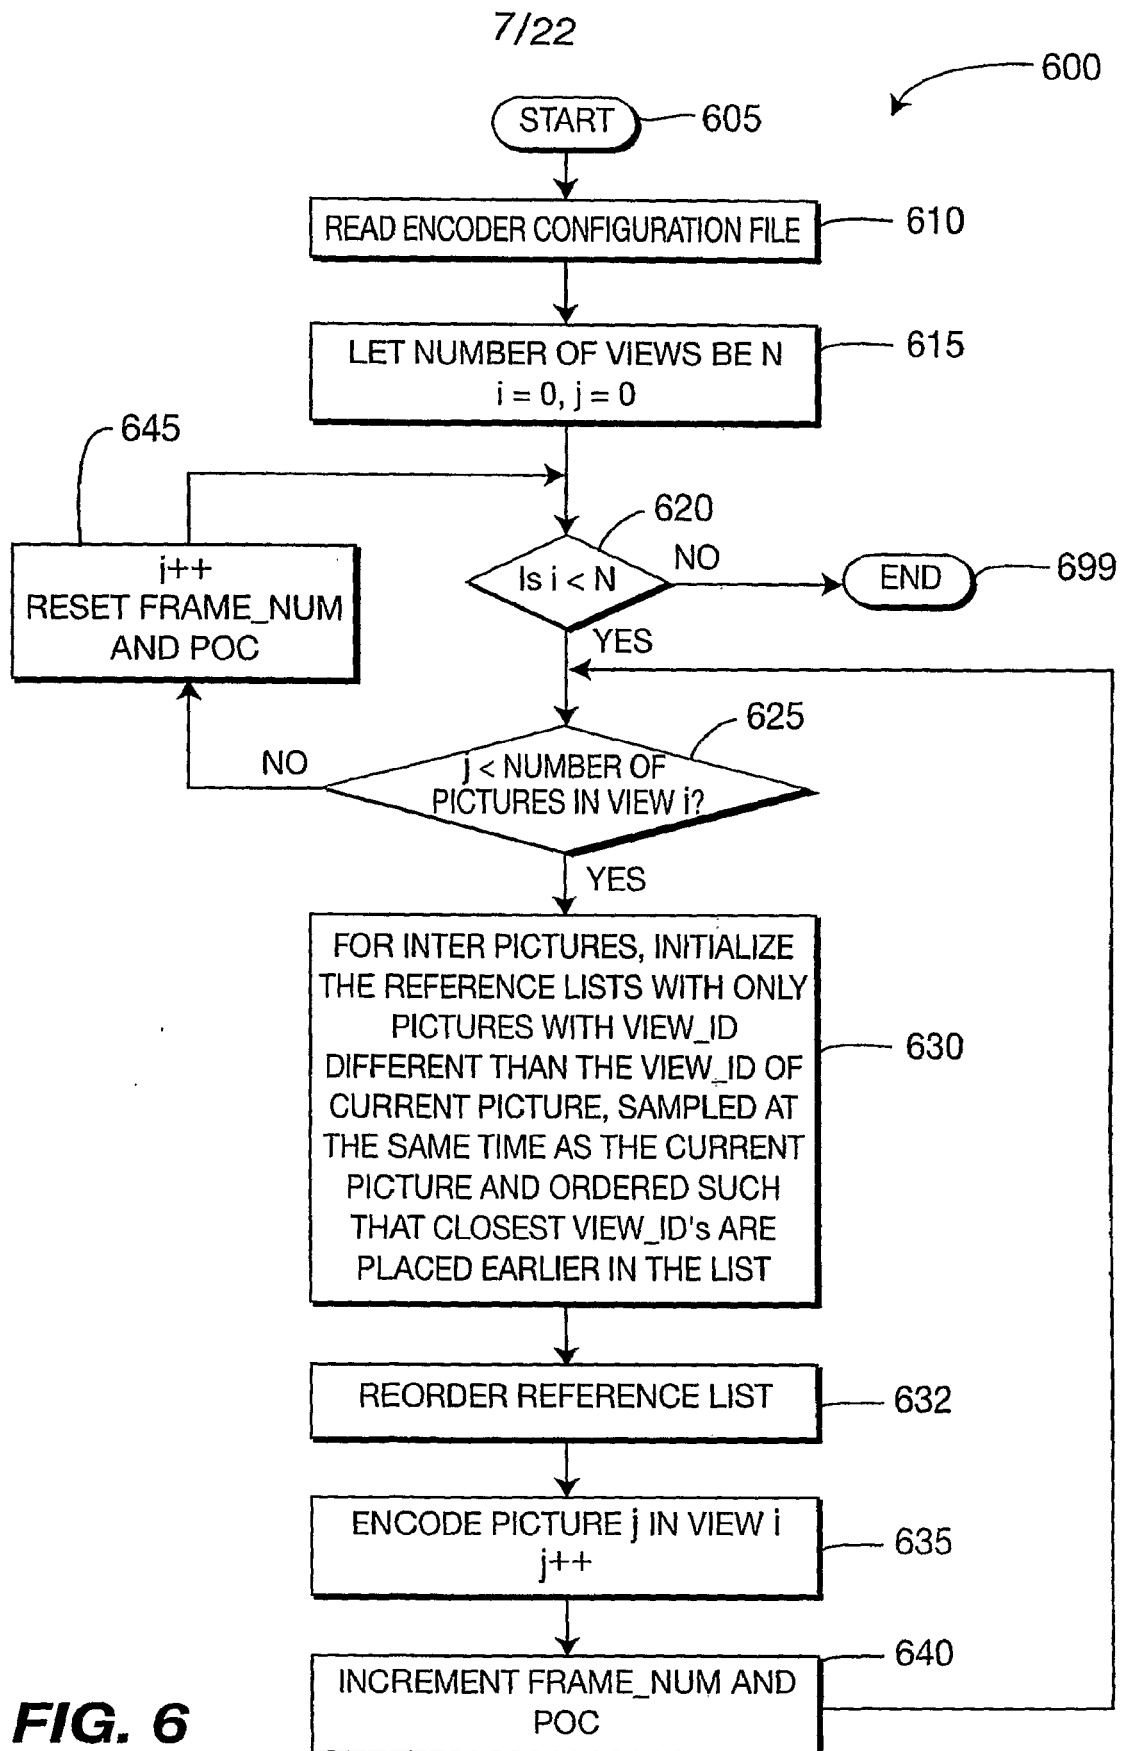 7/22
600
START
605
READ ENCODER CONFIGURATION FILE
610
LET NUMBER OF VIEWS BE N
i = 0, j = 0
615
645
i++
RESET FRAME_NUM
AND POC
620
Is i < N
NO
END
699
YES
625
j < NUMBER OF
PICTURES IN VIEW i?
NO
YES
FOR INTER PICTURES, INITIALIZE
THE REFERENCE LISTS WITH ONLY
PICTURES WITH VIEW_ID
DIFFERENT THAN THE VIEW_ID OF
CURRENT PICTURE, SAMPLED AT
THE SAME TIME AS THE CURRENT
PICTURE AND ORDERED SUCH
THAT CLOSEST VIEW_ID's ARE
PLACED EARLIER IN THE LIST
630
REORDER REFERENCE LIST
632
ENCODE PICTURE j IN VIEW i
j++
635
INCREMENT FRAME_NUM AND
POC
640
FIG. 6